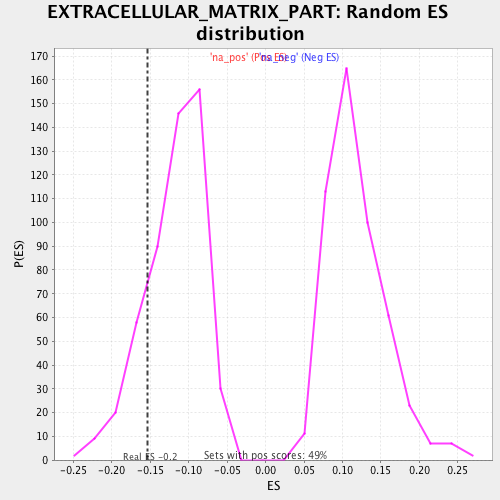 EXTRACELLULAR_MATRIX_PART: Random ES
distribution
'na_pos' (Pos ES) 'na_neg' (Neg ES)
170
160
150
140
130
120
110
100
90
80
70
60
50
40
30
20
10
0
P(ES)
Real ES -0.2
Sets with pos scores: 49%
-0.25 -0.20 -0.15 -0.10 -0.05 0.00 0.05 0.10 0.15 0.20 0.25
ES